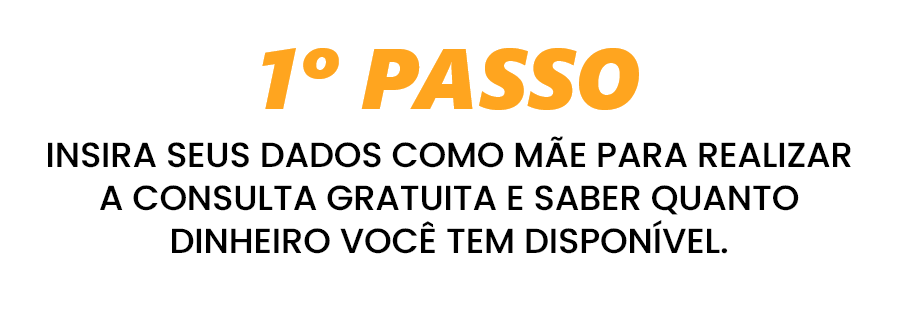 1º PASSO
INSIRA SEUS DADOS COMO MÃE PARA REALIZAR
A CONSULTA GRATUITA E SABER QUANTO
DINHEIRO VOCÊ TEM DISPONÍVEL.